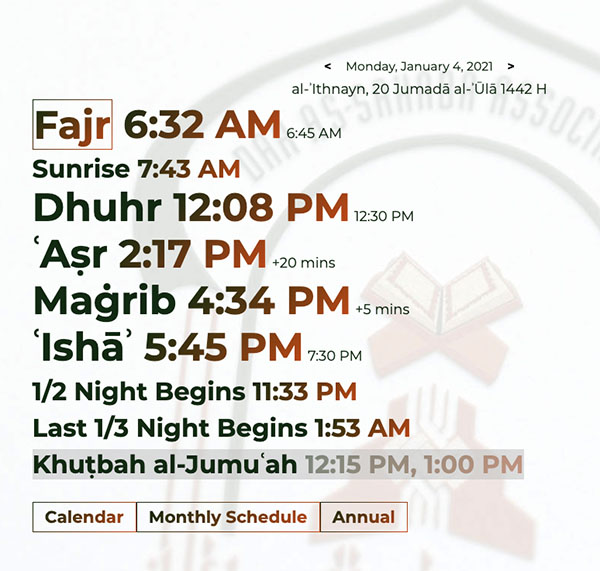 < Monday, January 4, 2021 >
al-ʾIthnayn, 20 Jumadā al-ʾŪlā 1442 H
Fajr 6:32 AM 6:45 AM
Sunrise 7:43 AM
Dhuhr 12:08 PM 12:30 PM
ʿAṣr 2:17 PM +20 mins
Maġrib 4:34 PM +5 mins
ʿIshāʾ 5:45 PM 7:30 PM
1/2 Night Begins 11:33 PM
Last 1/3 Night Begins 1:53 AM
Khuṭbah al-Jumuʿah 12:15 PM, 1:00 PM
Calendar Monthly Schedule Annual